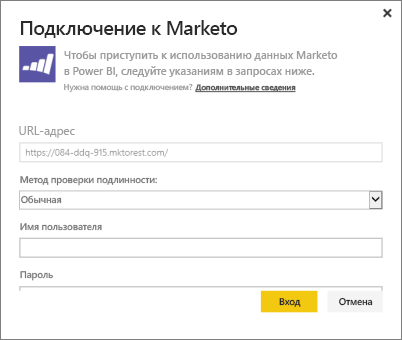 Подключение к Marketo
Чтобы приступить к использованию данных Marketo
в Power BI, следуйте указаниям в запросах ниже.
Нужна помощь с подключением? Дополнительные сведения
URL-адрес
https://084-ddq-915.mktorest.com/
Метод проверки подлинности:
Обычная
Имя пользователя
Пароль
Вход
Отмена